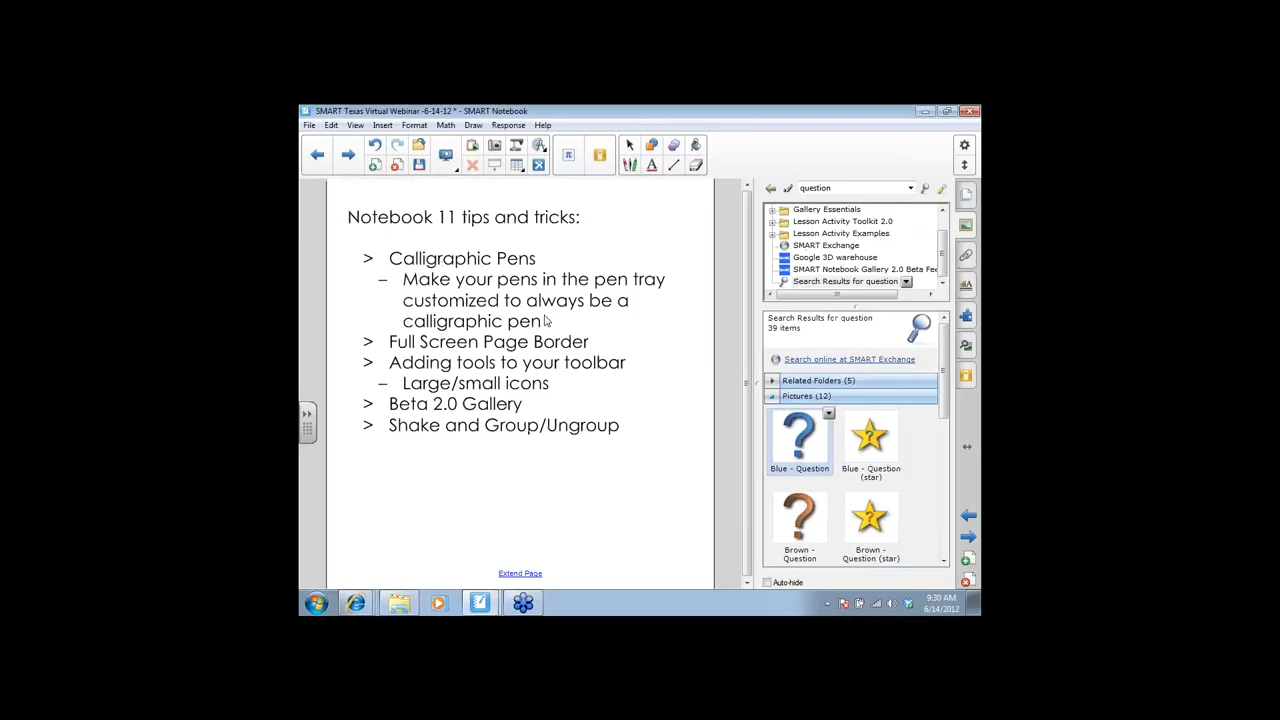 SMART Texas Virtual Webinar -6-14-12 * - SMART Notebook
File Edit View Insert Format Math Draw Response Help
question
Notebook 11 tips and tricks:
> Calligraphic Pens
– Make your pens in the pen tray
customized to always be a
calligraphic pen
> Full Screen Page Border
> Adding tools to your toolbar
– Large/small icons
> Beta 2.0 Gallery
> Shake and Group/Ungroup
Extend Page
Gallery Essentials
Lesson Activity Toolkit 2.0
Lesson Activity Examples
SMART Exchange
Google 3D warehouse
SMART Notebook Gallery 2.0 Beta Fee
Search Results for question
Search Results for question
39 items
Search online at SMART Exchange
Related Folders (5)
Pictures (12)
Blue - Question
Blue - Question
(star)
Brown -
Question
Brown -
Question (star)
Auto-hide
9:30 AM
6/14/2012